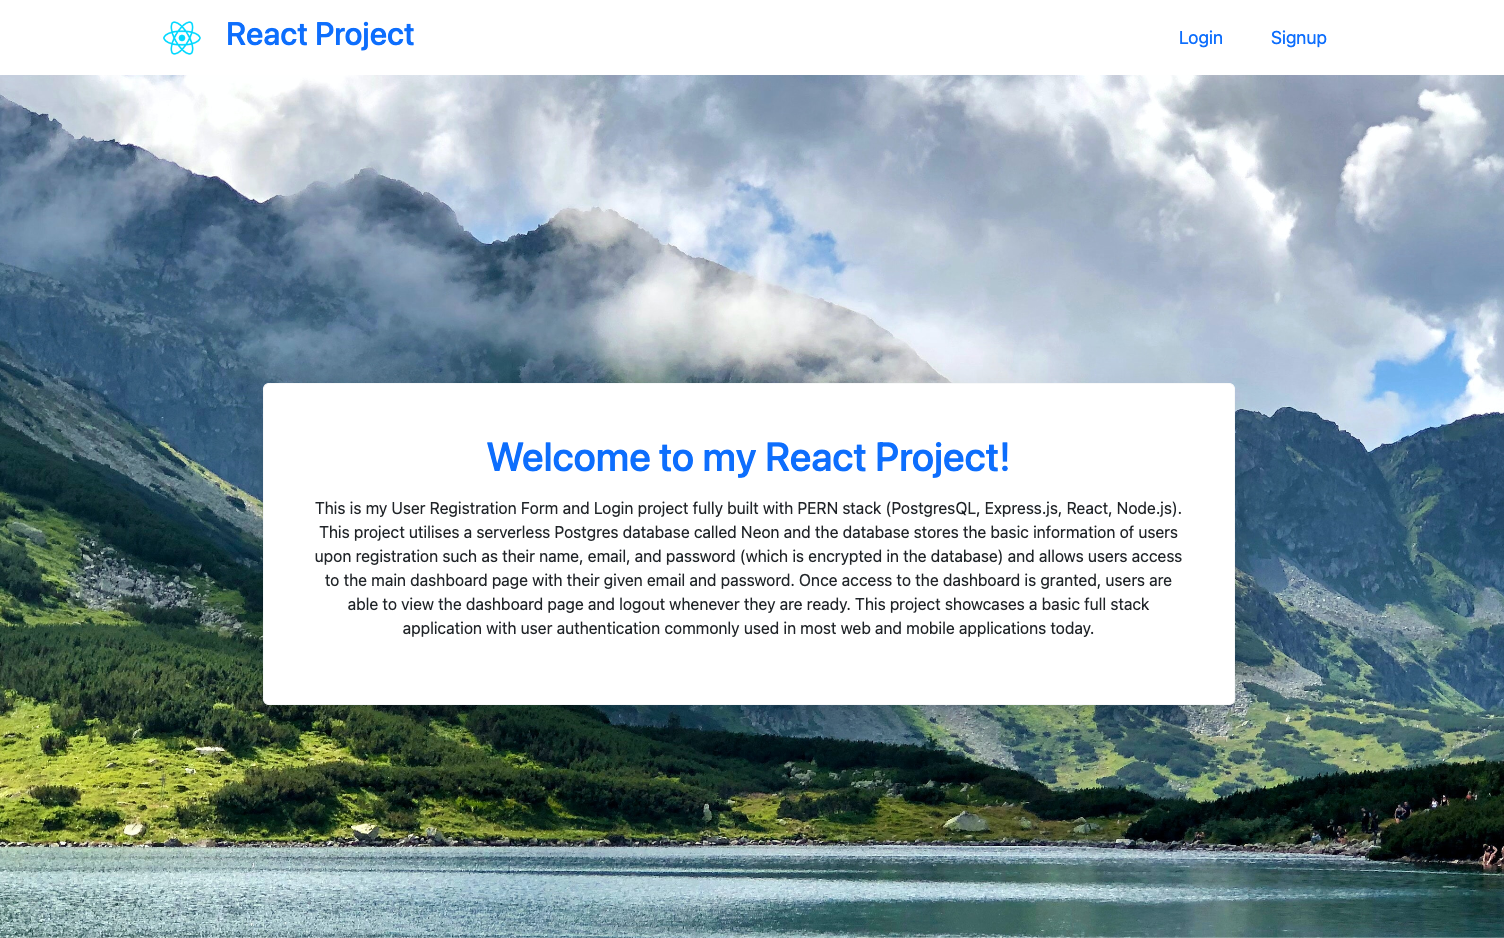 React Project
Login
Signup
Welcome to my React Project!
This is my User Registration Form and Login project fully built with PERN stack (PostgresQL, Express.js, React, Node.js).
This project utilises a serverless Postgres database called Neon and the database stores the basic information of users
upon registration such as their name, email, and password (which is encrypted in the database) and allows users access
to the main dashboard page with their given email and password. Once access to the dashboard is granted, users are
able to view the dashboard page and logout whenever they are ready. This project showcases a basic full stack
application with user authentication commonly used in most web and mobile applications today.